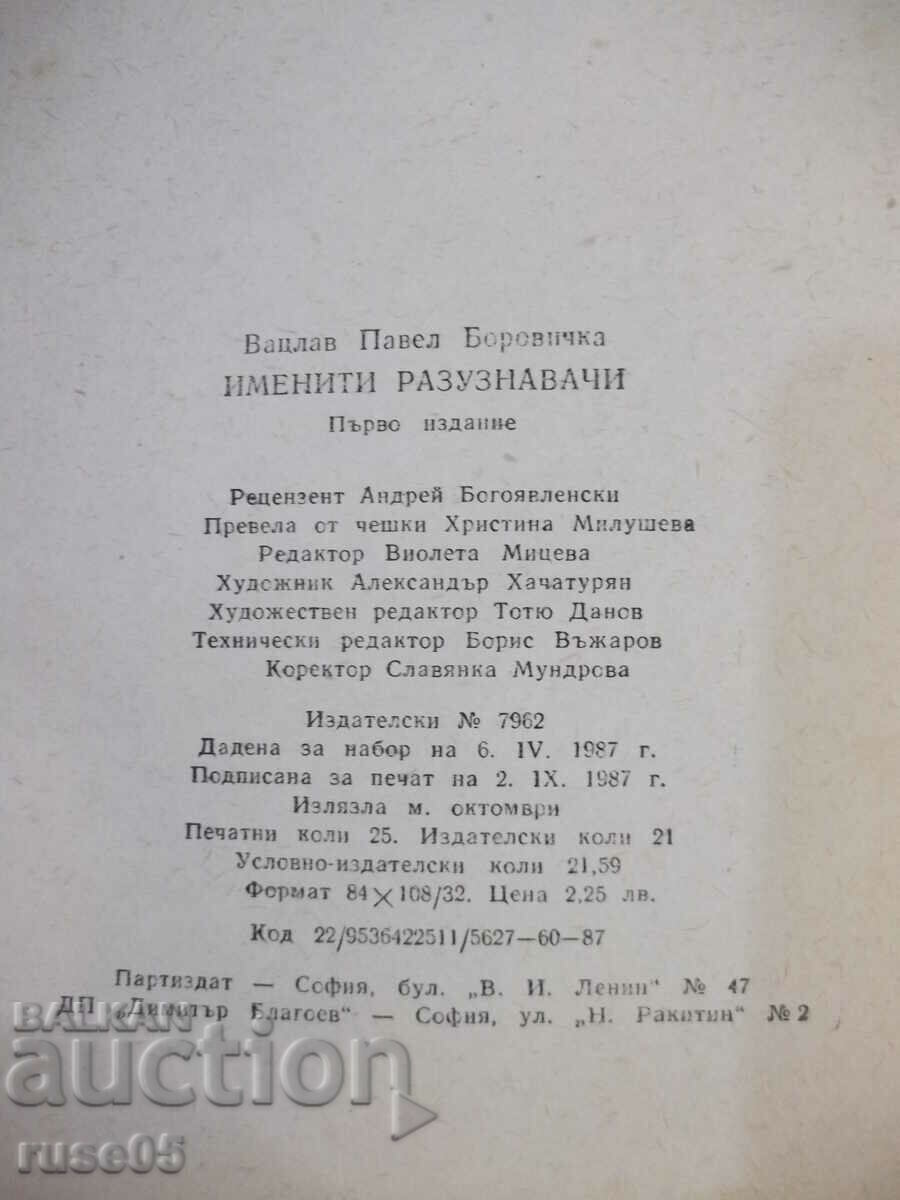 Вацлав Павел Боровичка
ИМЕНИТИ РАЗУЗНАВАЧИ
Първо издание
Рецензент Андрей Богоявленски
Превела от чешки Христина Милушева
Редактор Виолета Мицева
Художник Александър Хачатурян
Художествен редактор Тотю Данов
Технически редактор Борис Въжаров
Коректор Славянка Мундрова
Издателски № 7962
Дадена за набор на 6. IV. 1987 г.
Подписана за печат на 2. IX. 1987 г.
Излязла м. октомври
Печатни коли 25. Издателски коли 21
Условно-издателски коли 21,59
Формат 84×108/32. Цена 2,25 лв.
Код 22/9536422511/5627—60—87
Партиздат — София, бул. „В. И. Ленин" № 47
ДП „Димитър Благоев" — София, ул. „Н. Ракитин" № 2
BALKAN
auction
ruse05